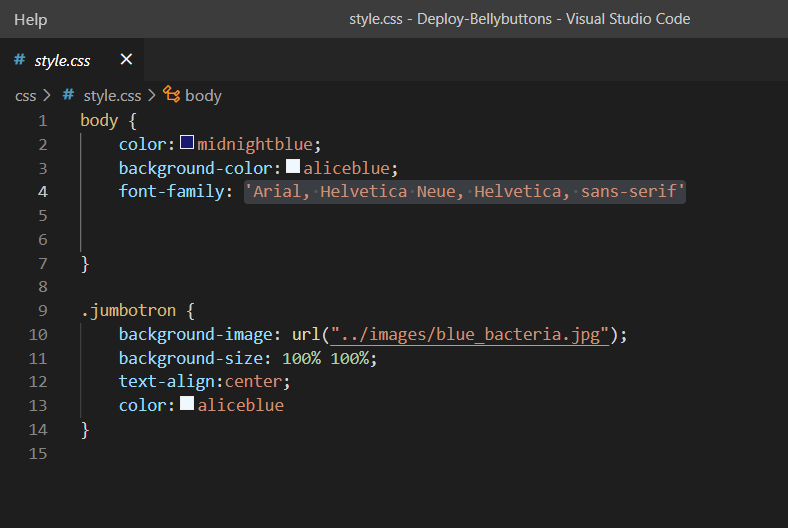 Help style.css - Deploy-Bellybuttons - Visual Studio Code
# style.css ×
css > # style.css > body
1 body {
2 color: midnightblue;
3 background-color: aliceblue;
4 font-family: 'Arial, Helvetica Neue, Helvetica, sans-serif'
5
6
7 }
8
9 .jumbotron {
10 background-image: url("../images/blue_bacteria.jpg");
11 background-size: 100% 100%;
12 text-align:center;
13 color: aliceblue
14 }
15